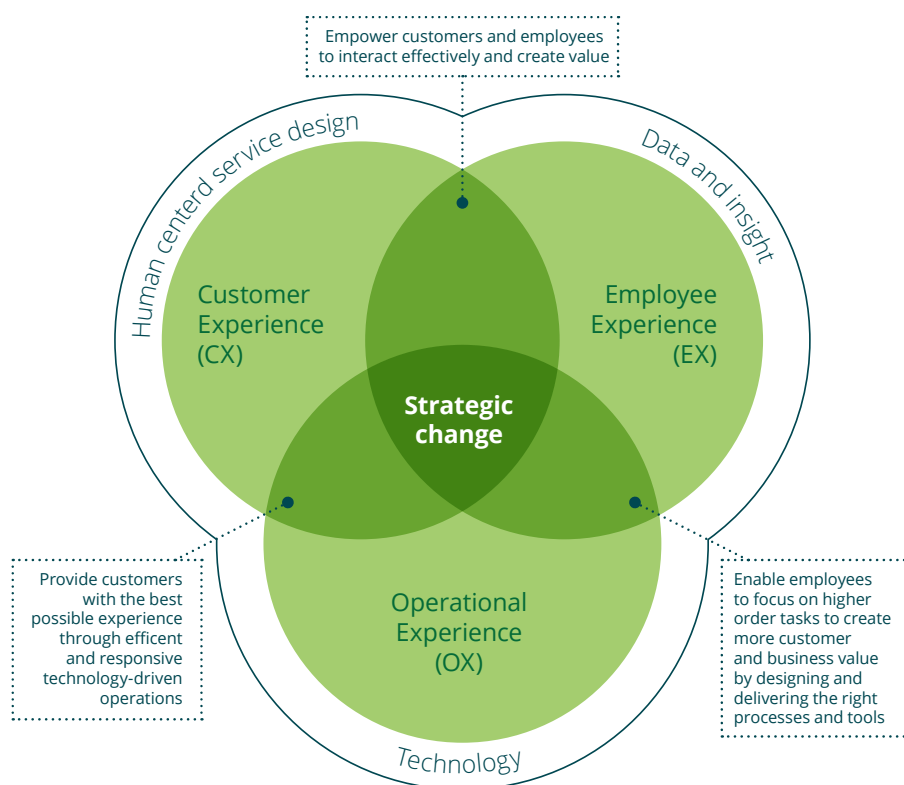 Empower customers and employees
to interact effectively and create value
Human centerd service design
Data and insight
Customer
Experience
(CX)
Employee
Experience
(EX)
Strategic
change
Operational
Experience
(OX)
Provide customers
with the best
possible experience
through efficent
and responsive
technology-driven
operations
Enable employees
to focus on higher
order tasks to create
more customer
and business value
by designing and
delivering the right
processes and tools
Technology